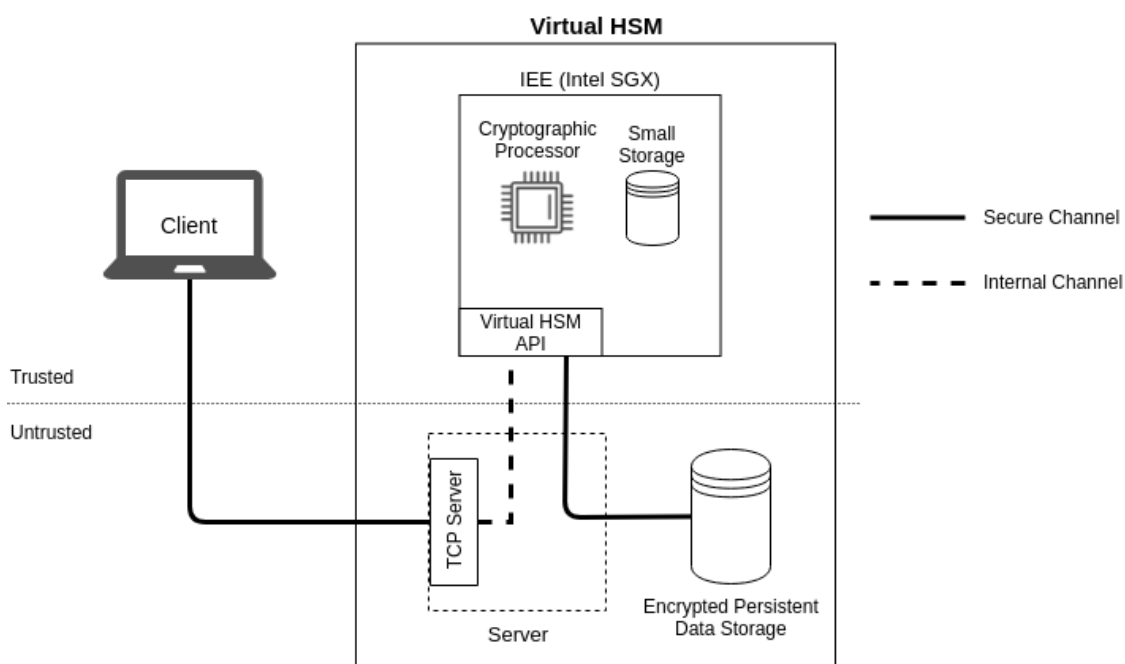 Virtual HSM
IEE (Intel SGX)
Cryptographic
Processor
Small
Storage
Client
Secure Channel
Internal Channel
Virtual HSM
API
Trusted
Untrusted
TCP Server
Encrypted Persistent
Data Storage
Server